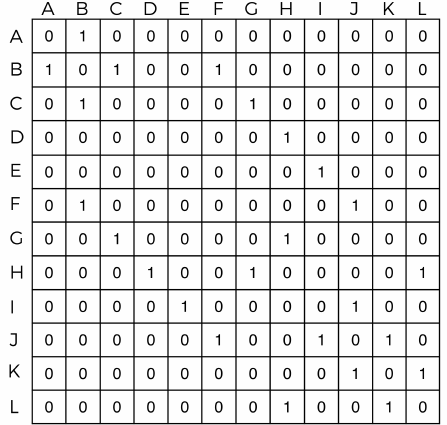 A B C D E F G H I J K L
A 0 1 0 0 0 0 0 0 0 0 0 0
B 1 0 1 0 0 1 0 0 0 0 0 0
C 0 1 0 0 0 0 1 0 0 0 0 0
D 0 0 0 0 0 0 0 1 0 0 0 0
E 0 0 0 0 0 0 0 0 1 0 0 0
F 0 1 0 0 0 0 0 0 0 1 0 0
G 0 0 1 0 0 0 0 1 0 0 0 0
H 0 0 0 1 0 0 1 0 0 0 0 1
I 0 0 0 0 1 0 0 0 0 1 0 0
J 0 0 0 0 0 1 0 0 1 0 1 0
K 0 0 0 0 0 0 0 0 0 1 0 1
L 0 0 0 0 0 0 0 1 0 0 1 0